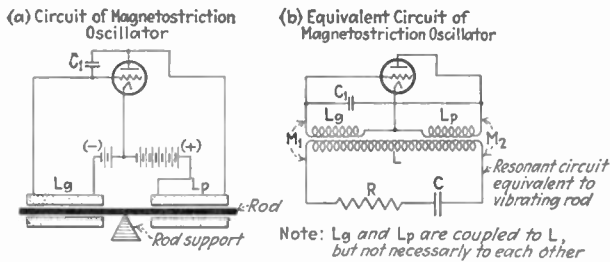 (a) Circuit of Magnetostriction
Oscillator
C1
(-)
(+)
Lg
Lp
Rod
Rod support
(b) Equivalent Circuit of
Magnetostriction Oscillator
C1
Lg
Lp
M1
M2
L
Resonant circuit
equivalent to
vibrating rod
R
C
Note: Lg and Lp are coupled to L,
but not necessarily to each other